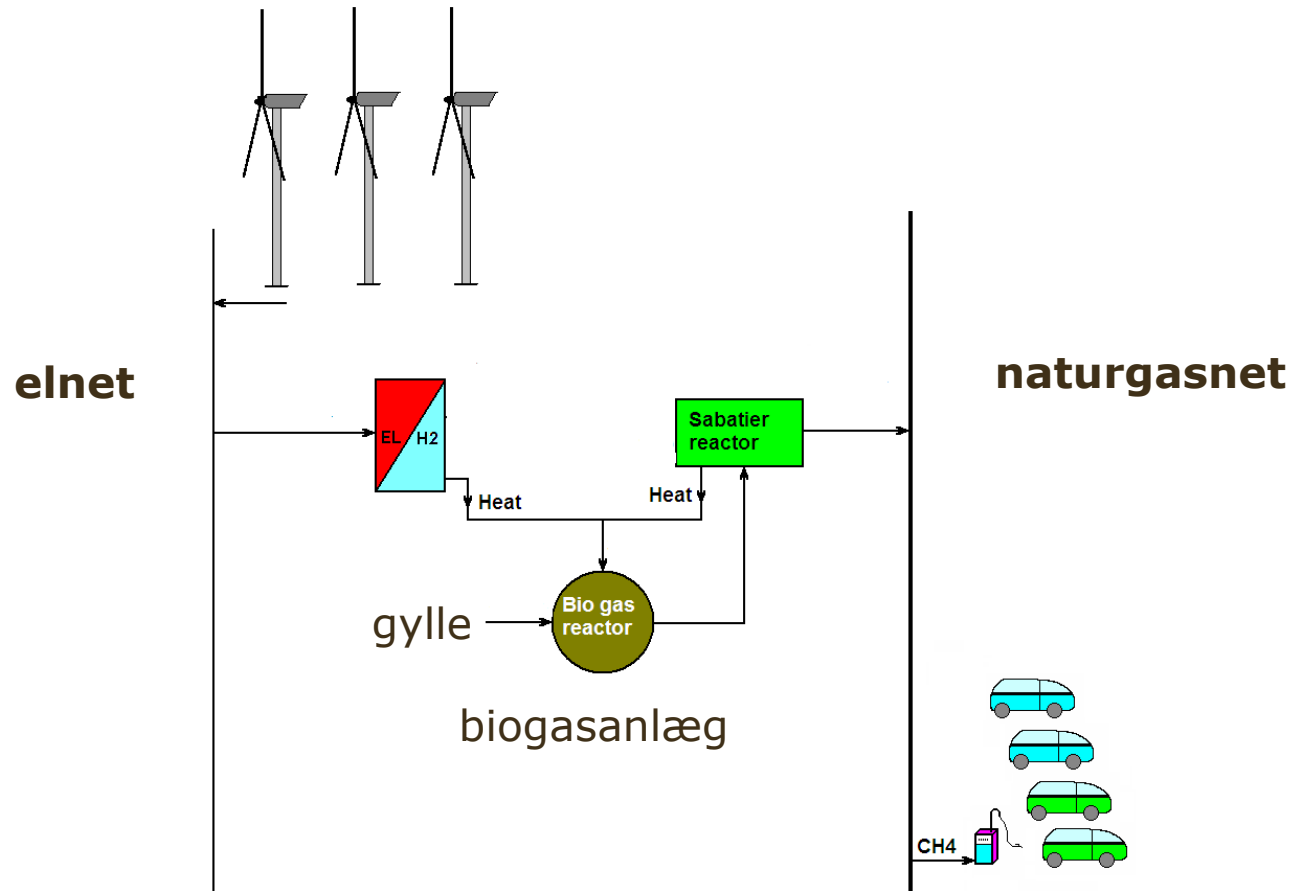 elnet
naturgasnet
EL
H2
Sabatier
reactor
Heat
Heat
gylle
Bio gas
reactor
biogasanlæg
CH4